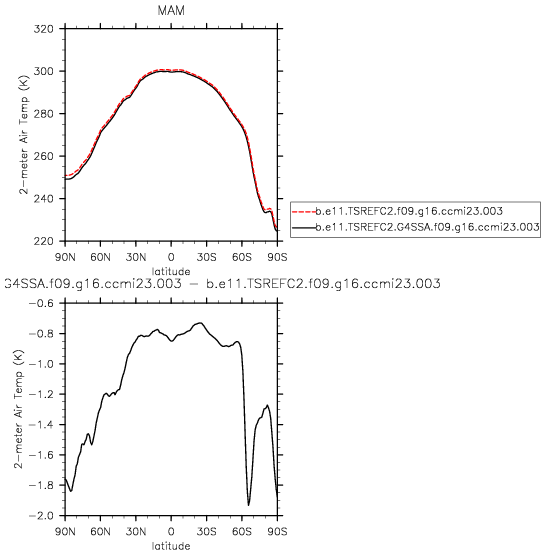 MAM
320
300
280
260
240
220
2-meter Air Temp (K)
90N 60N 30N 0 30S 60S 90S
latitude
b.e11.TSREFC2.f09.g16.ccmi23.003
b.e11.TSREFC2.G4SSA.f09.g16.ccmi23.003
G4SSA.f09.g16.ccmi23.003 − b.e11.TSREFC2.f09.g16.ccmi23.003
−0.6
−0.8
−1.0
−1.2
−1.4
−1.6
−1.8
−2.0
2-meter Air Temp (K)
90N 60N 30N 0 30S 60S 90S
latitude